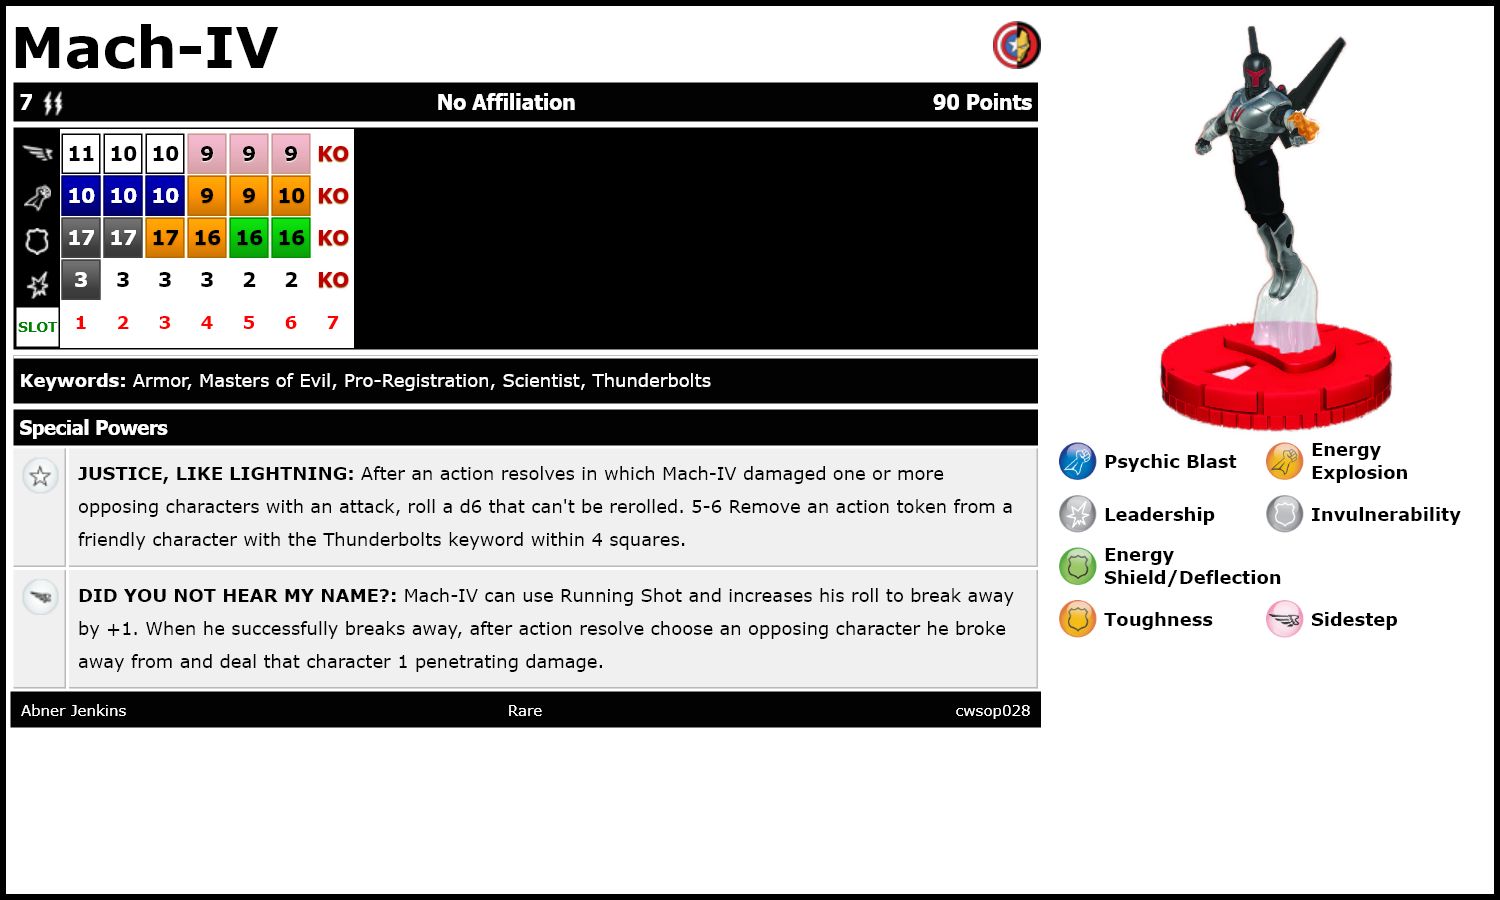 Mach-IV
7 No Affiliation 90 Points
11 10 10 9 9 9 KO
10 10 10 9 9 10 KO
17 17 17 16 16 16 KO
3 3 3 3 2 2 KO
SLOT 1 2 3 4 5 6 7
Keywords: Armor, Masters of Evil, Pro-Registration, Scientist, Thunderbolts
Special Powers
JUSTICE, LIKE LIGHTNING: After an action resolves in which Mach-IV damaged one or more
opposing characters with an attack, roll a d6 that can't be rerolled. 5-6 Remove an action token from a
friendly character with the Thunderbolts keyword within 4 squares.
DID YOU NOT HEAR MY NAME?: Mach-IV can use Running Shot and increases his roll to break away
by +1. When he successfully breaks away, after action resolve choose an opposing character he broke
away from and deal that character 1 penetrating damage.
Abner Jenkins Rare cwsop028
Psychic Blast
Energy
Explosion
Leadership
Invulnerability
Energy
Shield/Deflection
Toughness
Sidestep